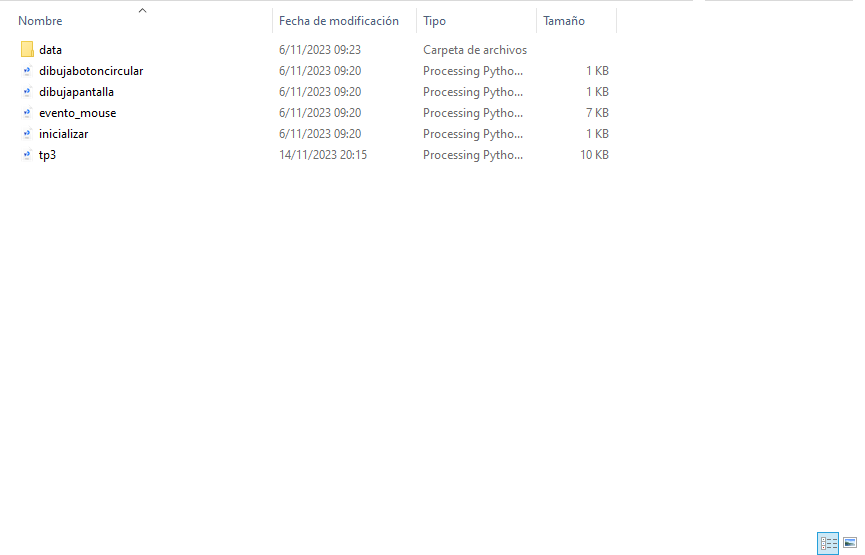 Nombre Fecha de modificación Tipo Tamaño
data 6/11/2023 09:23 Carpeta de archivos
dibujabotoncircular 6/11/2023 09:20 Processing Pytho... 1 KB
dibujapantalla 6/11/2023 09:20 Processing Pytho... 1 KB
evento_mouse 6/11/2023 09:20 Processing Pytho... 7 KB
inicializar 6/11/2023 09:20 Processing Pytho... 1 KB
tp3 14/11/2023 20:15 Processing Pytho... 10 KB